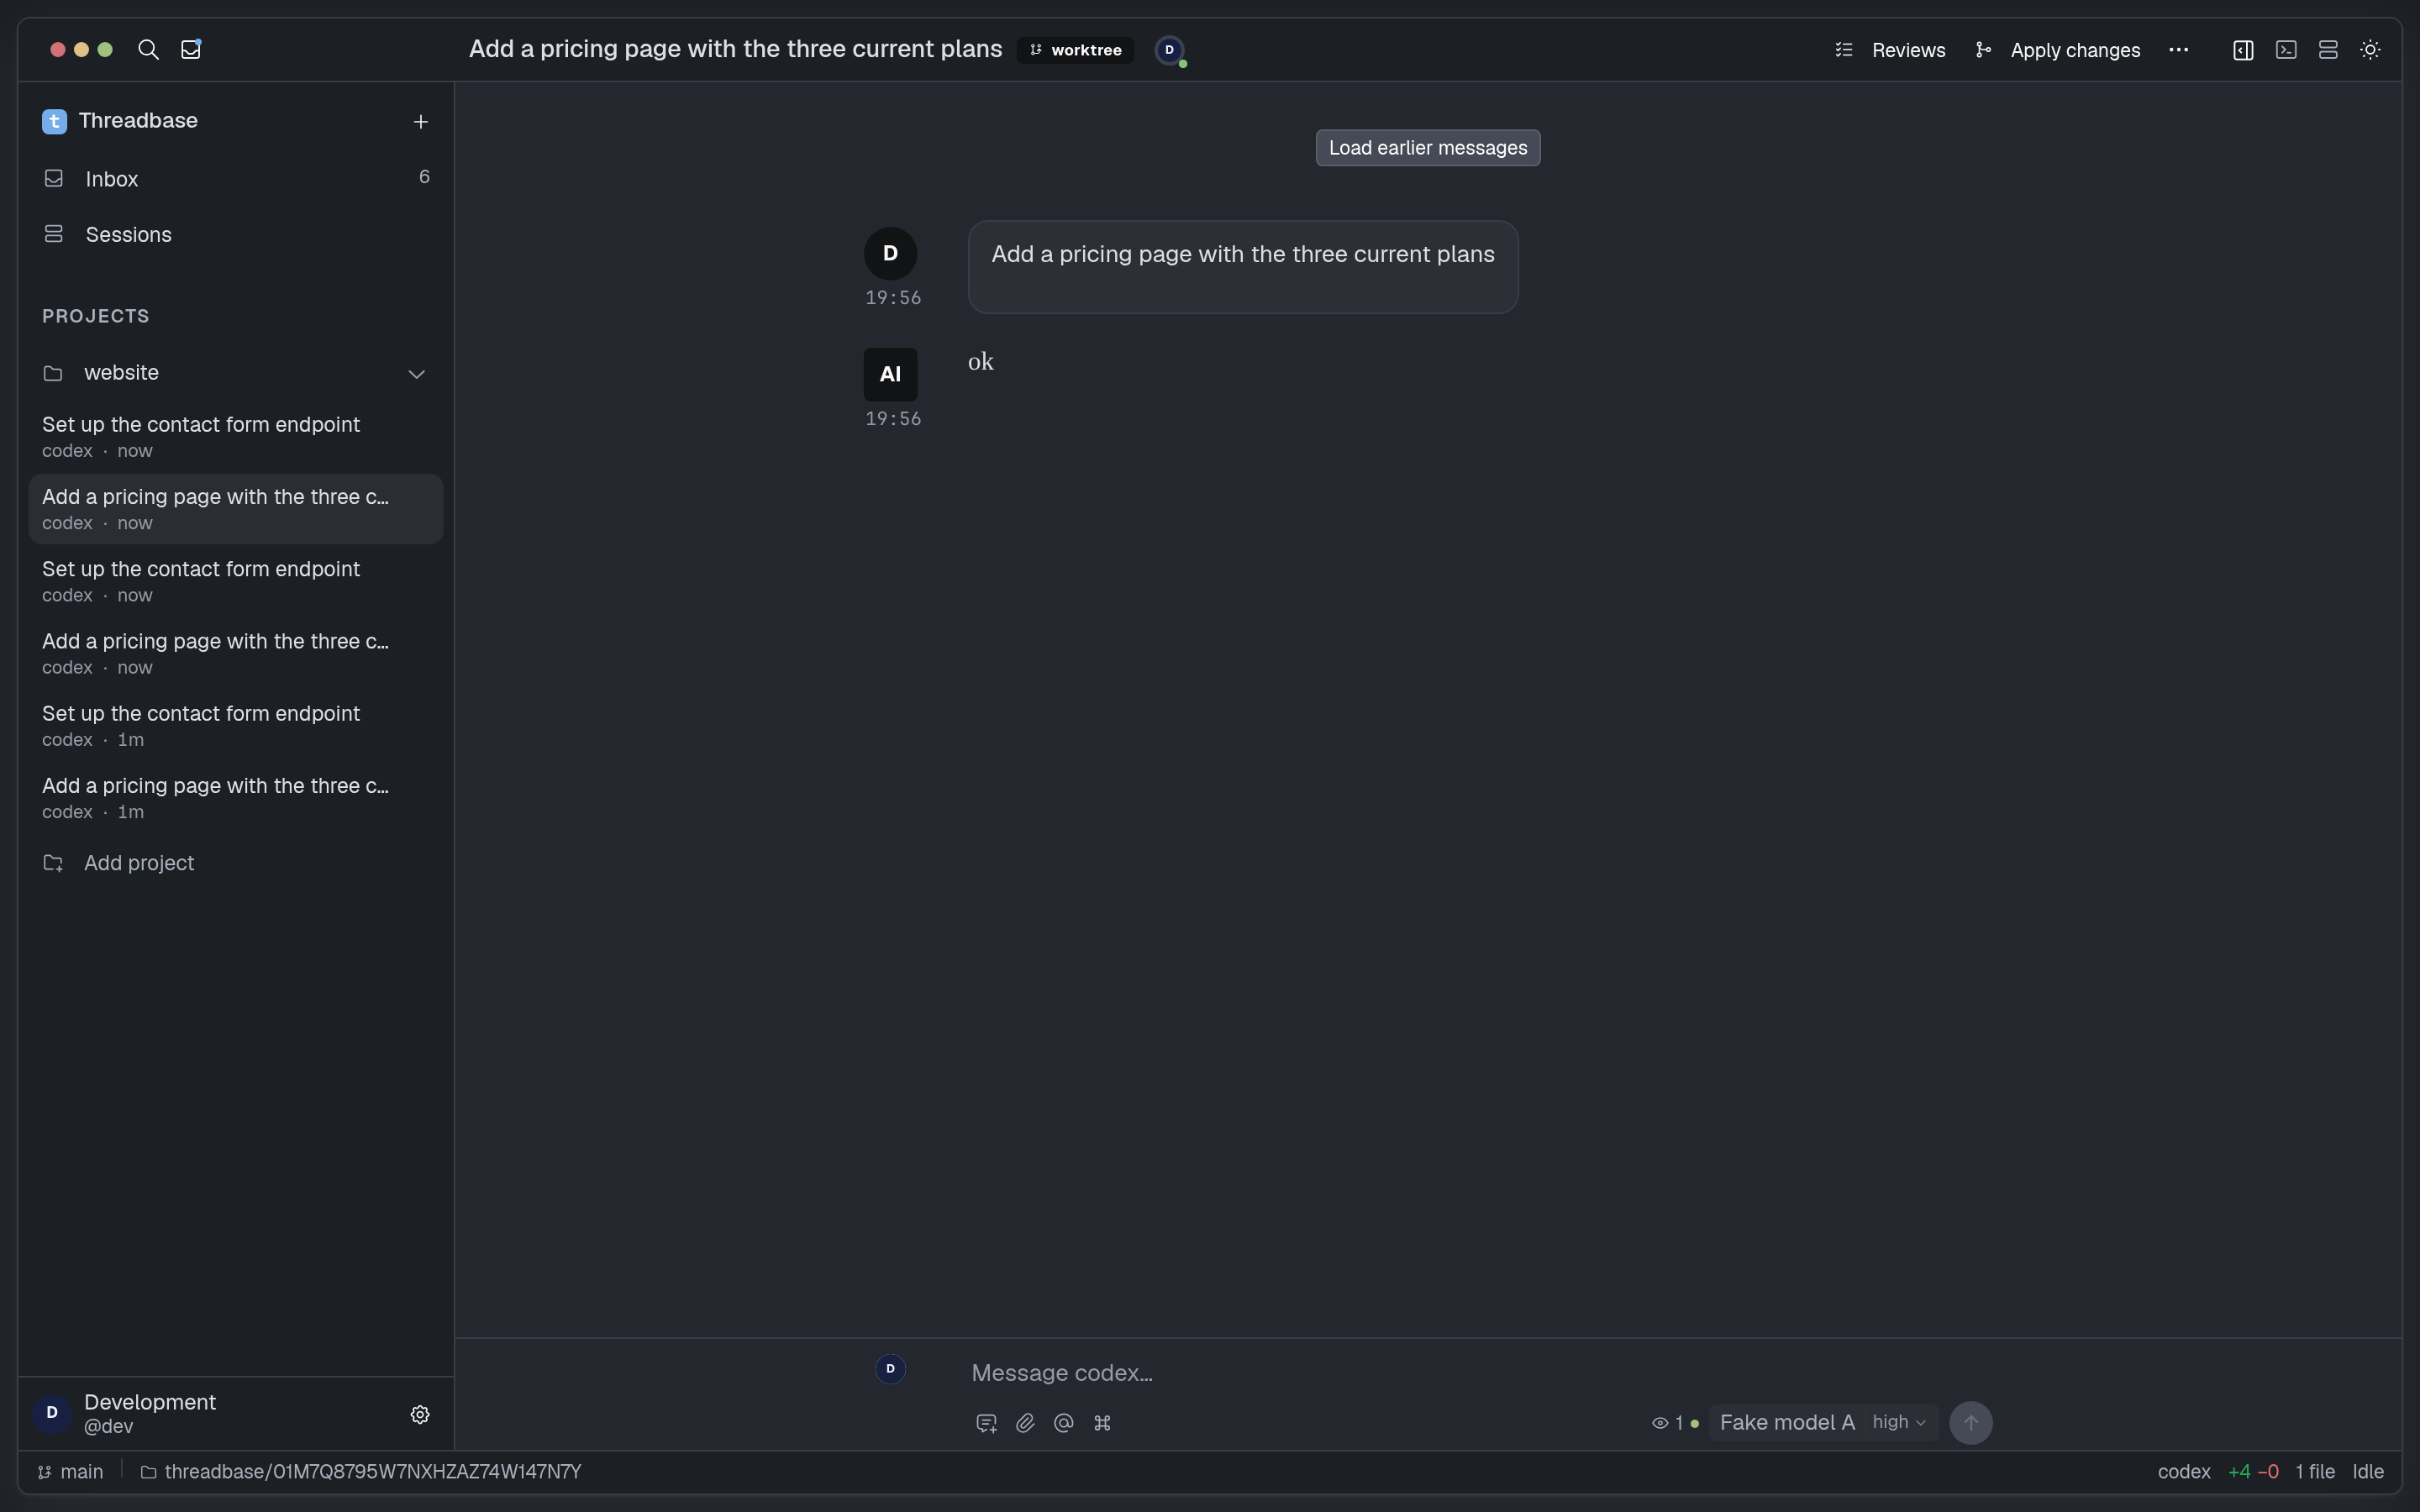 Add a pricing page with the three current plans
worktree
D
Reviews
Apply changes
t
Threadbase
Inbox
6
Sessions
PROJECTS
website
Set up the contact form endpoint
codex · now
Add a pricing page with the three c...
codex · now
Set up the contact form endpoint
codex · now
Add a pricing page with the three c...
codex · now
Set up the contact form endpoint
codex · 1m
Add a pricing page with the three c...
codex · 1m
Add project
Load earlier messages
D
Add a pricing page with the three current plans
19:56
AI
ok
19:56
D
Message codex...
1
Fake model A
high
D
Development
@dev
main
threadbase/01M7Q8795W7NXHZAZ74W147N7Y
codex
+4 −0
1 file
Idle